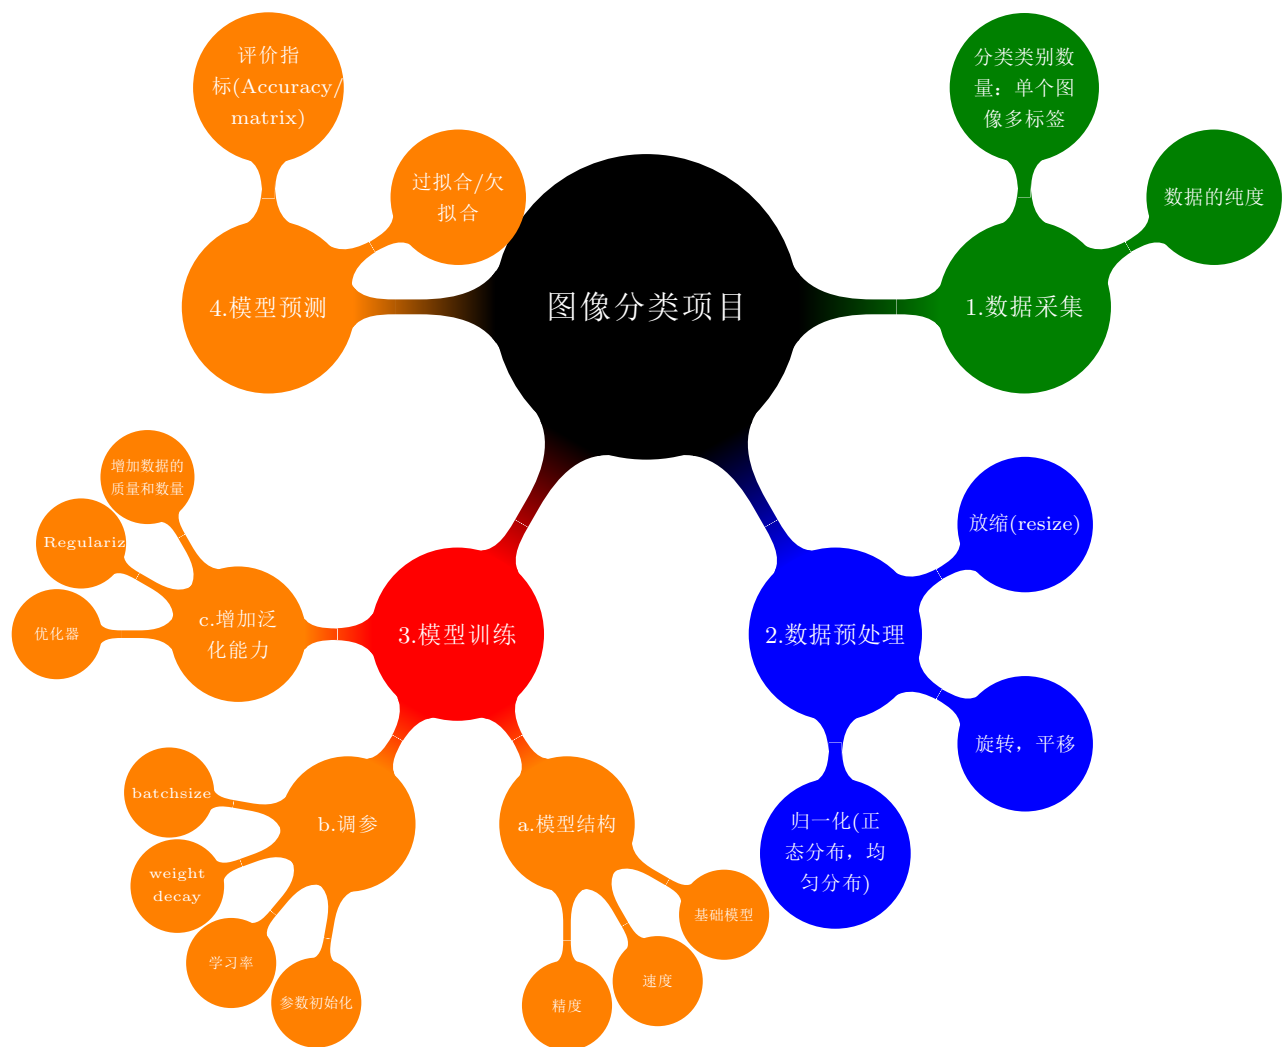 图像分类项目
1.数据采集
分类类别数
量：单个图
像多标签
数据的纯度
2.数据预处理
放缩(resize)
旋转，平移
归一化(正
态分布，均
匀分布)
3.模型训练
a.模型结构
基础模型
速度
精度
b.调参
参数初始化
学习率
weight
decay
batchsize
c.增加泛
化能力
优化器
Regulariz
增加数据的
质量和数量
4.模型预测
评价指
标(Accuracy/
matrix)
过拟合/欠
拟合